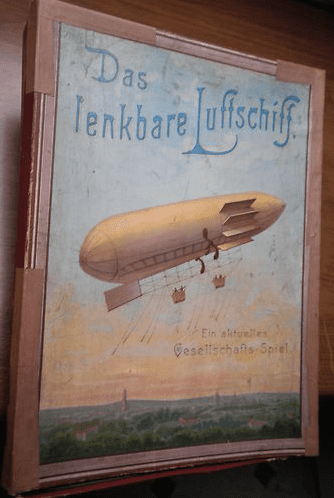 Das
lenkbare Luftschiff.
Ein aktuelles
Gesellschafts-Spiel